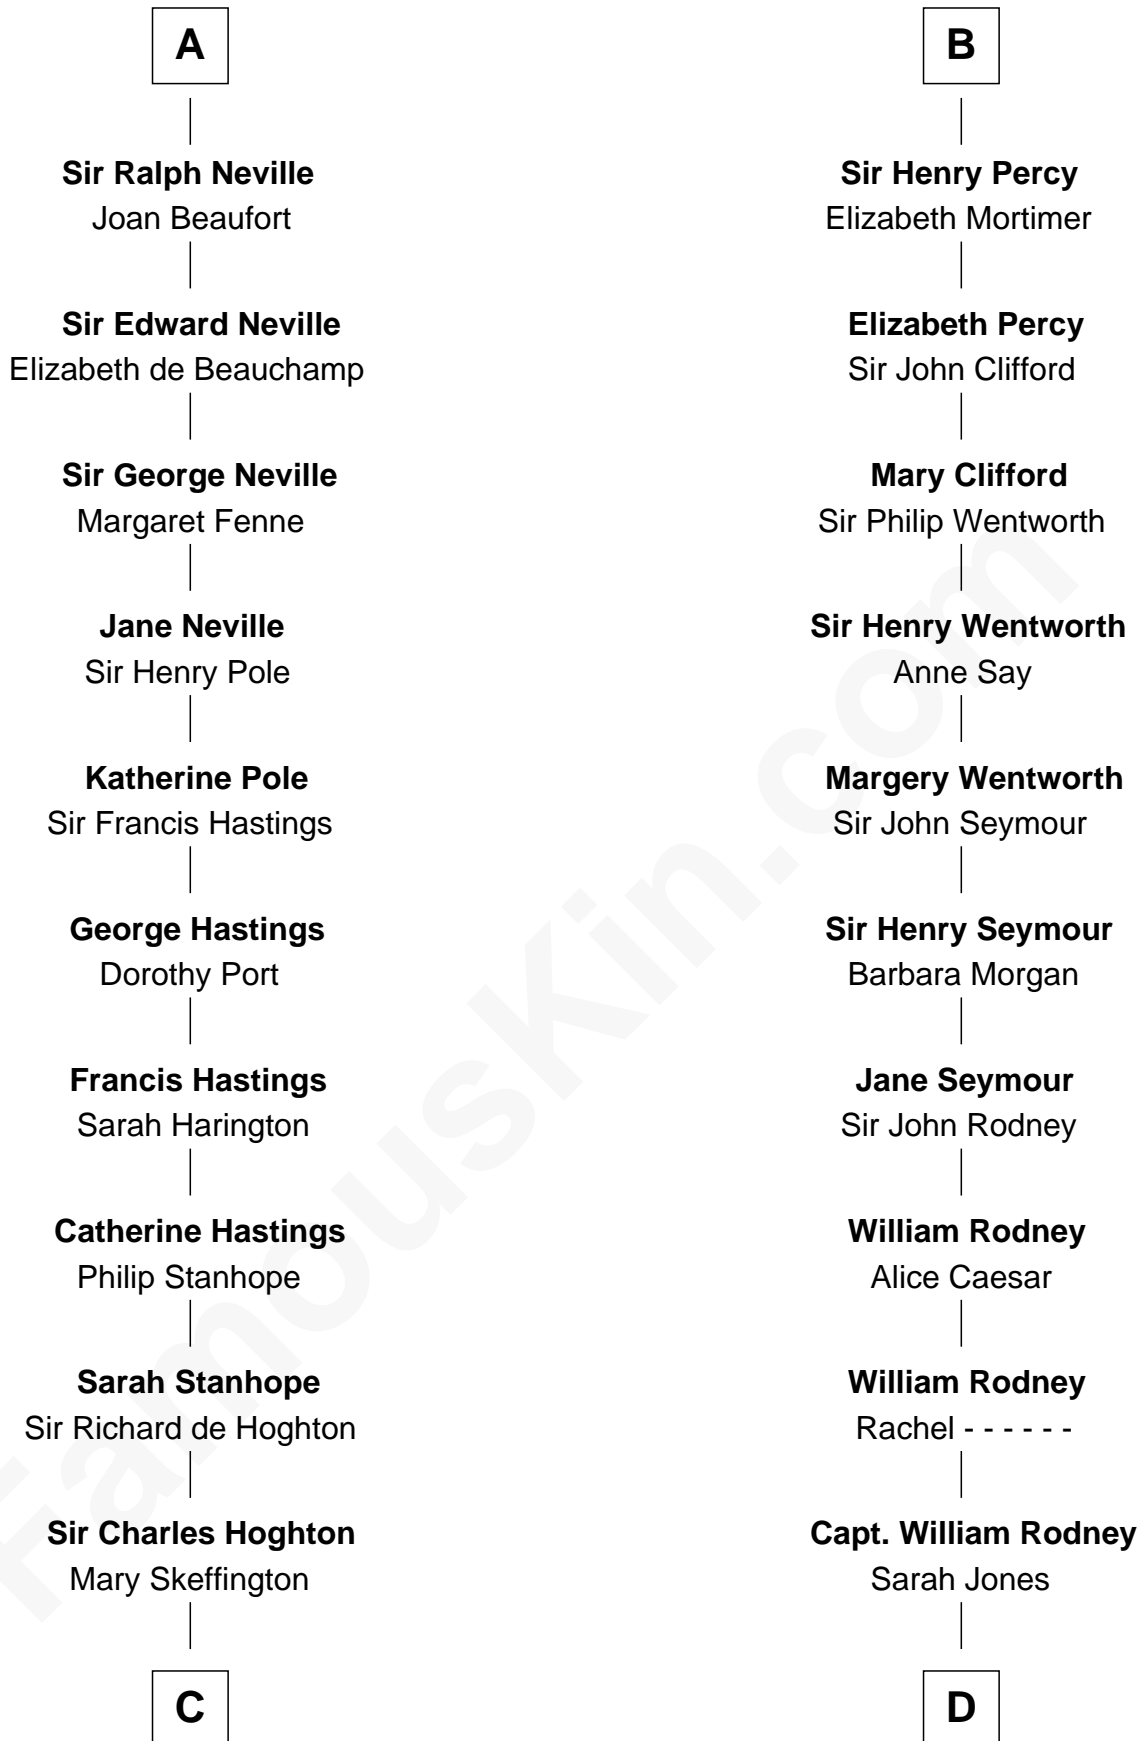 A
Sir Ralph Neville
Joan Beaufort
Sir Edward Neville
Elizabeth de Beauchamp
Sir George Neville
Margaret Fenne
Jane Neville
Sir Henry Pole
Katherine Pole
Sir Francis Hastings
George Hastings
Dorothy Port
Francis Hastings
Sarah Harington
Catherine Hastings
Philip Stanhope
Sarah Stanhope
Sir Richard de Hoghton
Sir Charles Hoghton
Mary Skeffington
C
B
Sir Henry Percy
Elizabeth Mortimer
Elizabeth Percy
Sir John Clifford
Mary Clifford
Sir Philip Wentworth
Sir Henry Wentworth
Anne Say
Margery Wentworth
Sir John Seymour
Sir Henry Seymour
Barbara Morgan
Jane Seymour
Sir John Rodney
William Rodney
Alice Caesar
William Rodney
Rachel - - - - - -
Capt. William Rodney
Sarah Jones
D
FamousKin.com